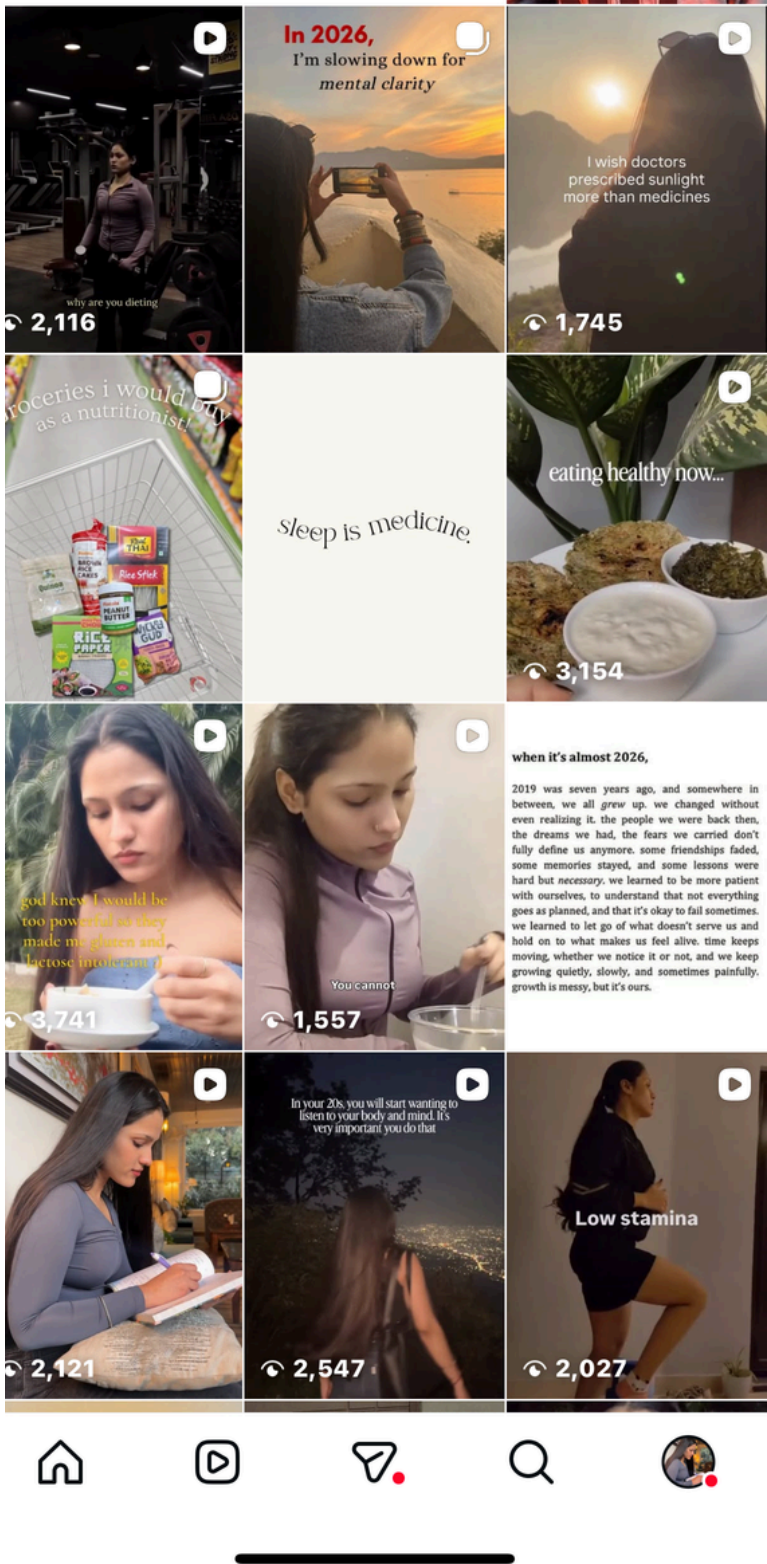 In 2026,
I'm slowing down for
mental clarity
I wish doctors
prescribed sunlight
more than medicines
why are you dieting
2,116
1,745
roceries i would buy
as a nutritionist!
Real
THAI
Rice Stick
BROWN
RICE
CAKES
Quinoa
PEANUT
BUTTER
RICE
PAPER
GUD
sleep is medicine.
eating healthy now...
3,154
god knew I would be
too powerful so they
made me gluten and
lactose intolerant :)
3,741
You cannot
1,557
when it's almost 2026,
2019 was seven years ago, and somewhere in
between, we all grew up. we changed without
even realizing it. the people we were back then,
the dreams we had, the fears we carried don't
fully define us anymore. some friendships faded,
some memories stayed, and some lessons were
hard but necessary. we learned to be more patient
with ourselves, to understand that not everything
goes as planned, and that it's okay to fail sometimes.
we learned to let go of what doesn't serve us and
hold on to what makes us feel alive. time keeps
moving, whether we notice it or not, and we keep
growing quietly, slowly, and sometimes painfully.
growth is messy, but it's ours.
2,121
In your 20s, you will start wanting to
listen to your body and mind. It's
very important you do that
2,547
Low stamina
2,027